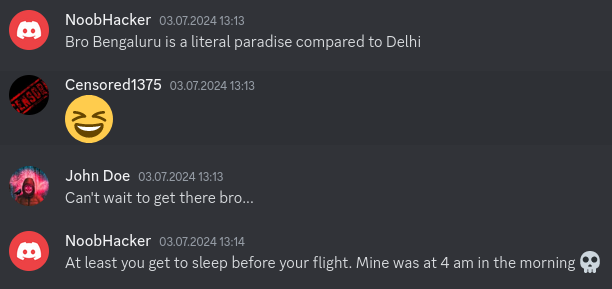 NoobHacker 03.07.2024 13:13
Bro Bengaluru is a literal paradise compared to Delhi
Censored1375 03.07.2024 13:13
😆
John Doe 03.07.2024 13:13
Can't wait to get there bro...
NoobHacker 03.07.2024 13:14
At least you get to sleep before your flight. Mine was at 4 am in the morning 💀